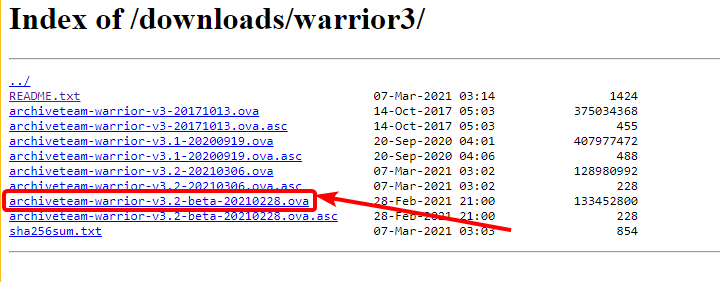 Index of /downloads/warrior3/
../
README.txt 07-Mar-2021 03:14 1424
archiveteam-warrior-v3-20171013.ova 14-Oct-2017 05:03 375034368
archiveteam-warrior-v3-20171013.ova.asc 14-Oct-2017 05:03 455
archiveteam-warrior-v3.1-20200919.ova 20-Sep-2020 04:01 407977472
archiveteam-warrior-v3.1-20200919.ova.asc 20-Sep-2020 04:06 488
archiveteam-warrior-v3.2-20210306.ova 07-Mar-2021 03:02 128980992
archiveteam-warrior-v3.2-20210306.ova.asc 07-Mar-2021 03:02 228
archiveteam-warrior-v3.2-beta-20210228.ova 28-Feb-2021 21:00 133452800
archiveteam-warrior-v3.2-beta-20210228.ova.asc 28-Feb-2021 21:00 228
sha256sum.txt 07-Mar-2021 03:03 854